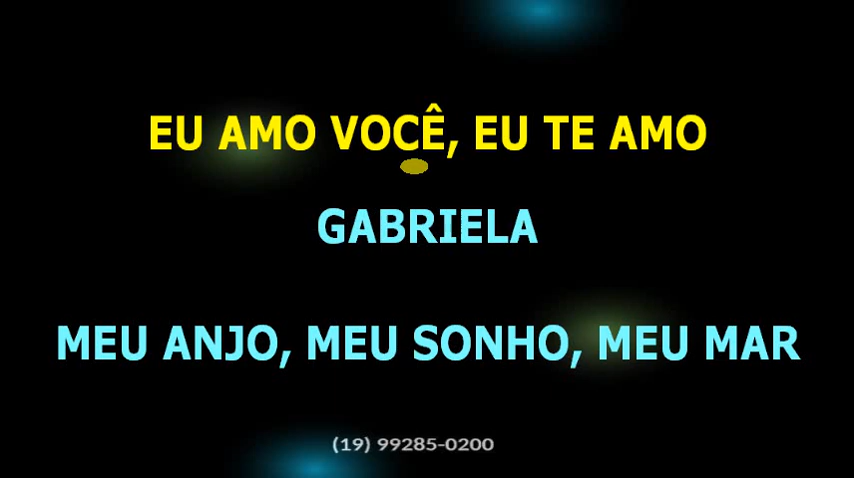 EU AMO VOCÊ, EU TE AMO
GABRIELA
MEU ANJO, MEU SONHO, MEU MAR
(19) 99285-0200